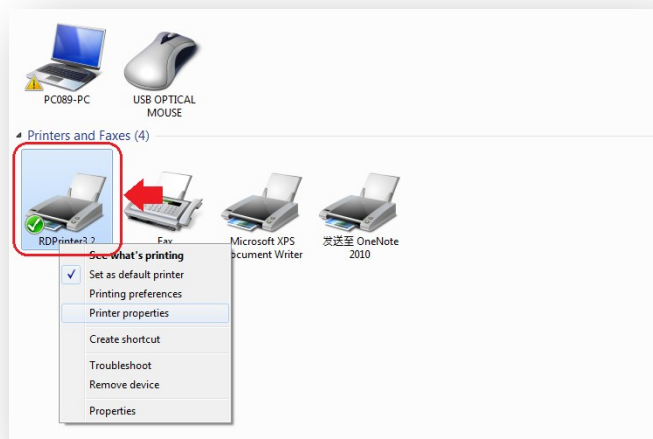 PC089-PC
USB OPTICAL
MOUSE
Printers and Faxes (4)
RDPrinter3.2
Fax
Microsoft XPS
Document Writer
发送至 OneNote
2010
See what's printing
Set as default printer
Printing preferences
Printer properties
Create shortcut
Troubleshoot
Remove device
Properties